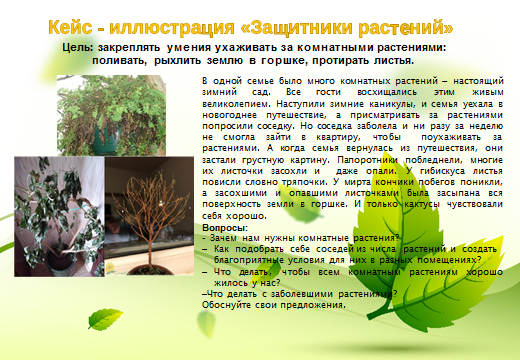 Кейс - иллюстрация «Защитники растений»
Цель: закреплять умения ухаживать за комнатными растениями:
поливать, рыхлить землю в горшке, протирать листья.
В одной семье было много комнатных растений – настоящий
зимний сад. Все гости восхищались этим живым
великолепием. Наступили зимние каникулы, и семья уехала в
новогоднее путешествие, а присматривать за растениями
попросили соседку. Но соседка заболела и ни разу за неделю
не смогла зайти в квартиру, чтобы поухаживать за
растениями. А когда семья вернулась из путешествия, они
застали грустную картину. Папоротник побледнели, многие
их листочки засохли и даже опали. У гибискуса листья
повисли словно тряпочки. У мирта кончики побегов поникли,
а засохшими и опавшими листочками была засыпана вся
поверхность земли в горшке. И только кактусы чувствовали
себя хорошо.
Вопросы:
- Зачем нам нужны комнатные растения?
– Как подобрать себе соседей из числа растений и создать
благоприятные условия для них в разных помещениях?
– Что делать, чтобы всем комнатным растениям хорошо
жилось у нас?
–Что делать с заболевшими растениями?
Обоснуйте свои предложения.